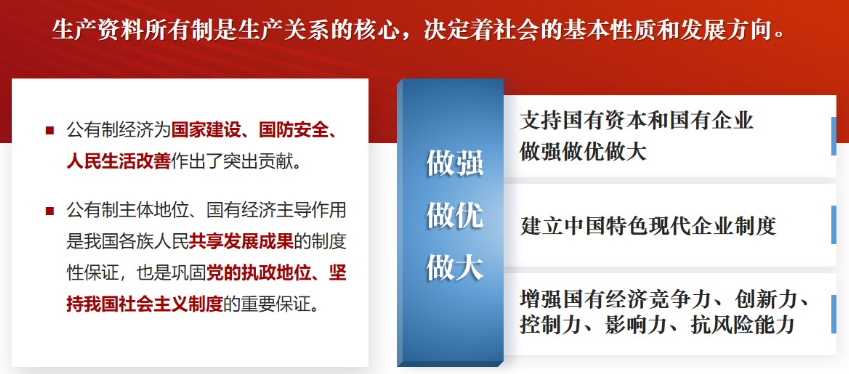 生产资料所有制是生产关系的核心，决定着社会的基本性质和发展方向。
公有制经济为国家建设、国防安全、
人民生活改善作出了突出贡献。
公有制主体地位、国有经济主导作用
是我国各族人民共享发展成果的制度
性保证，也是巩固党的执政地位、坚
持我国社会主义制度的重要保证。
做强
做优
做大
支持国有资本和国有企业
做强做优做大
建立中国特色现代企业制度
增强国有经济竞争力、创新力、
控制力、影响力、抗风险能力